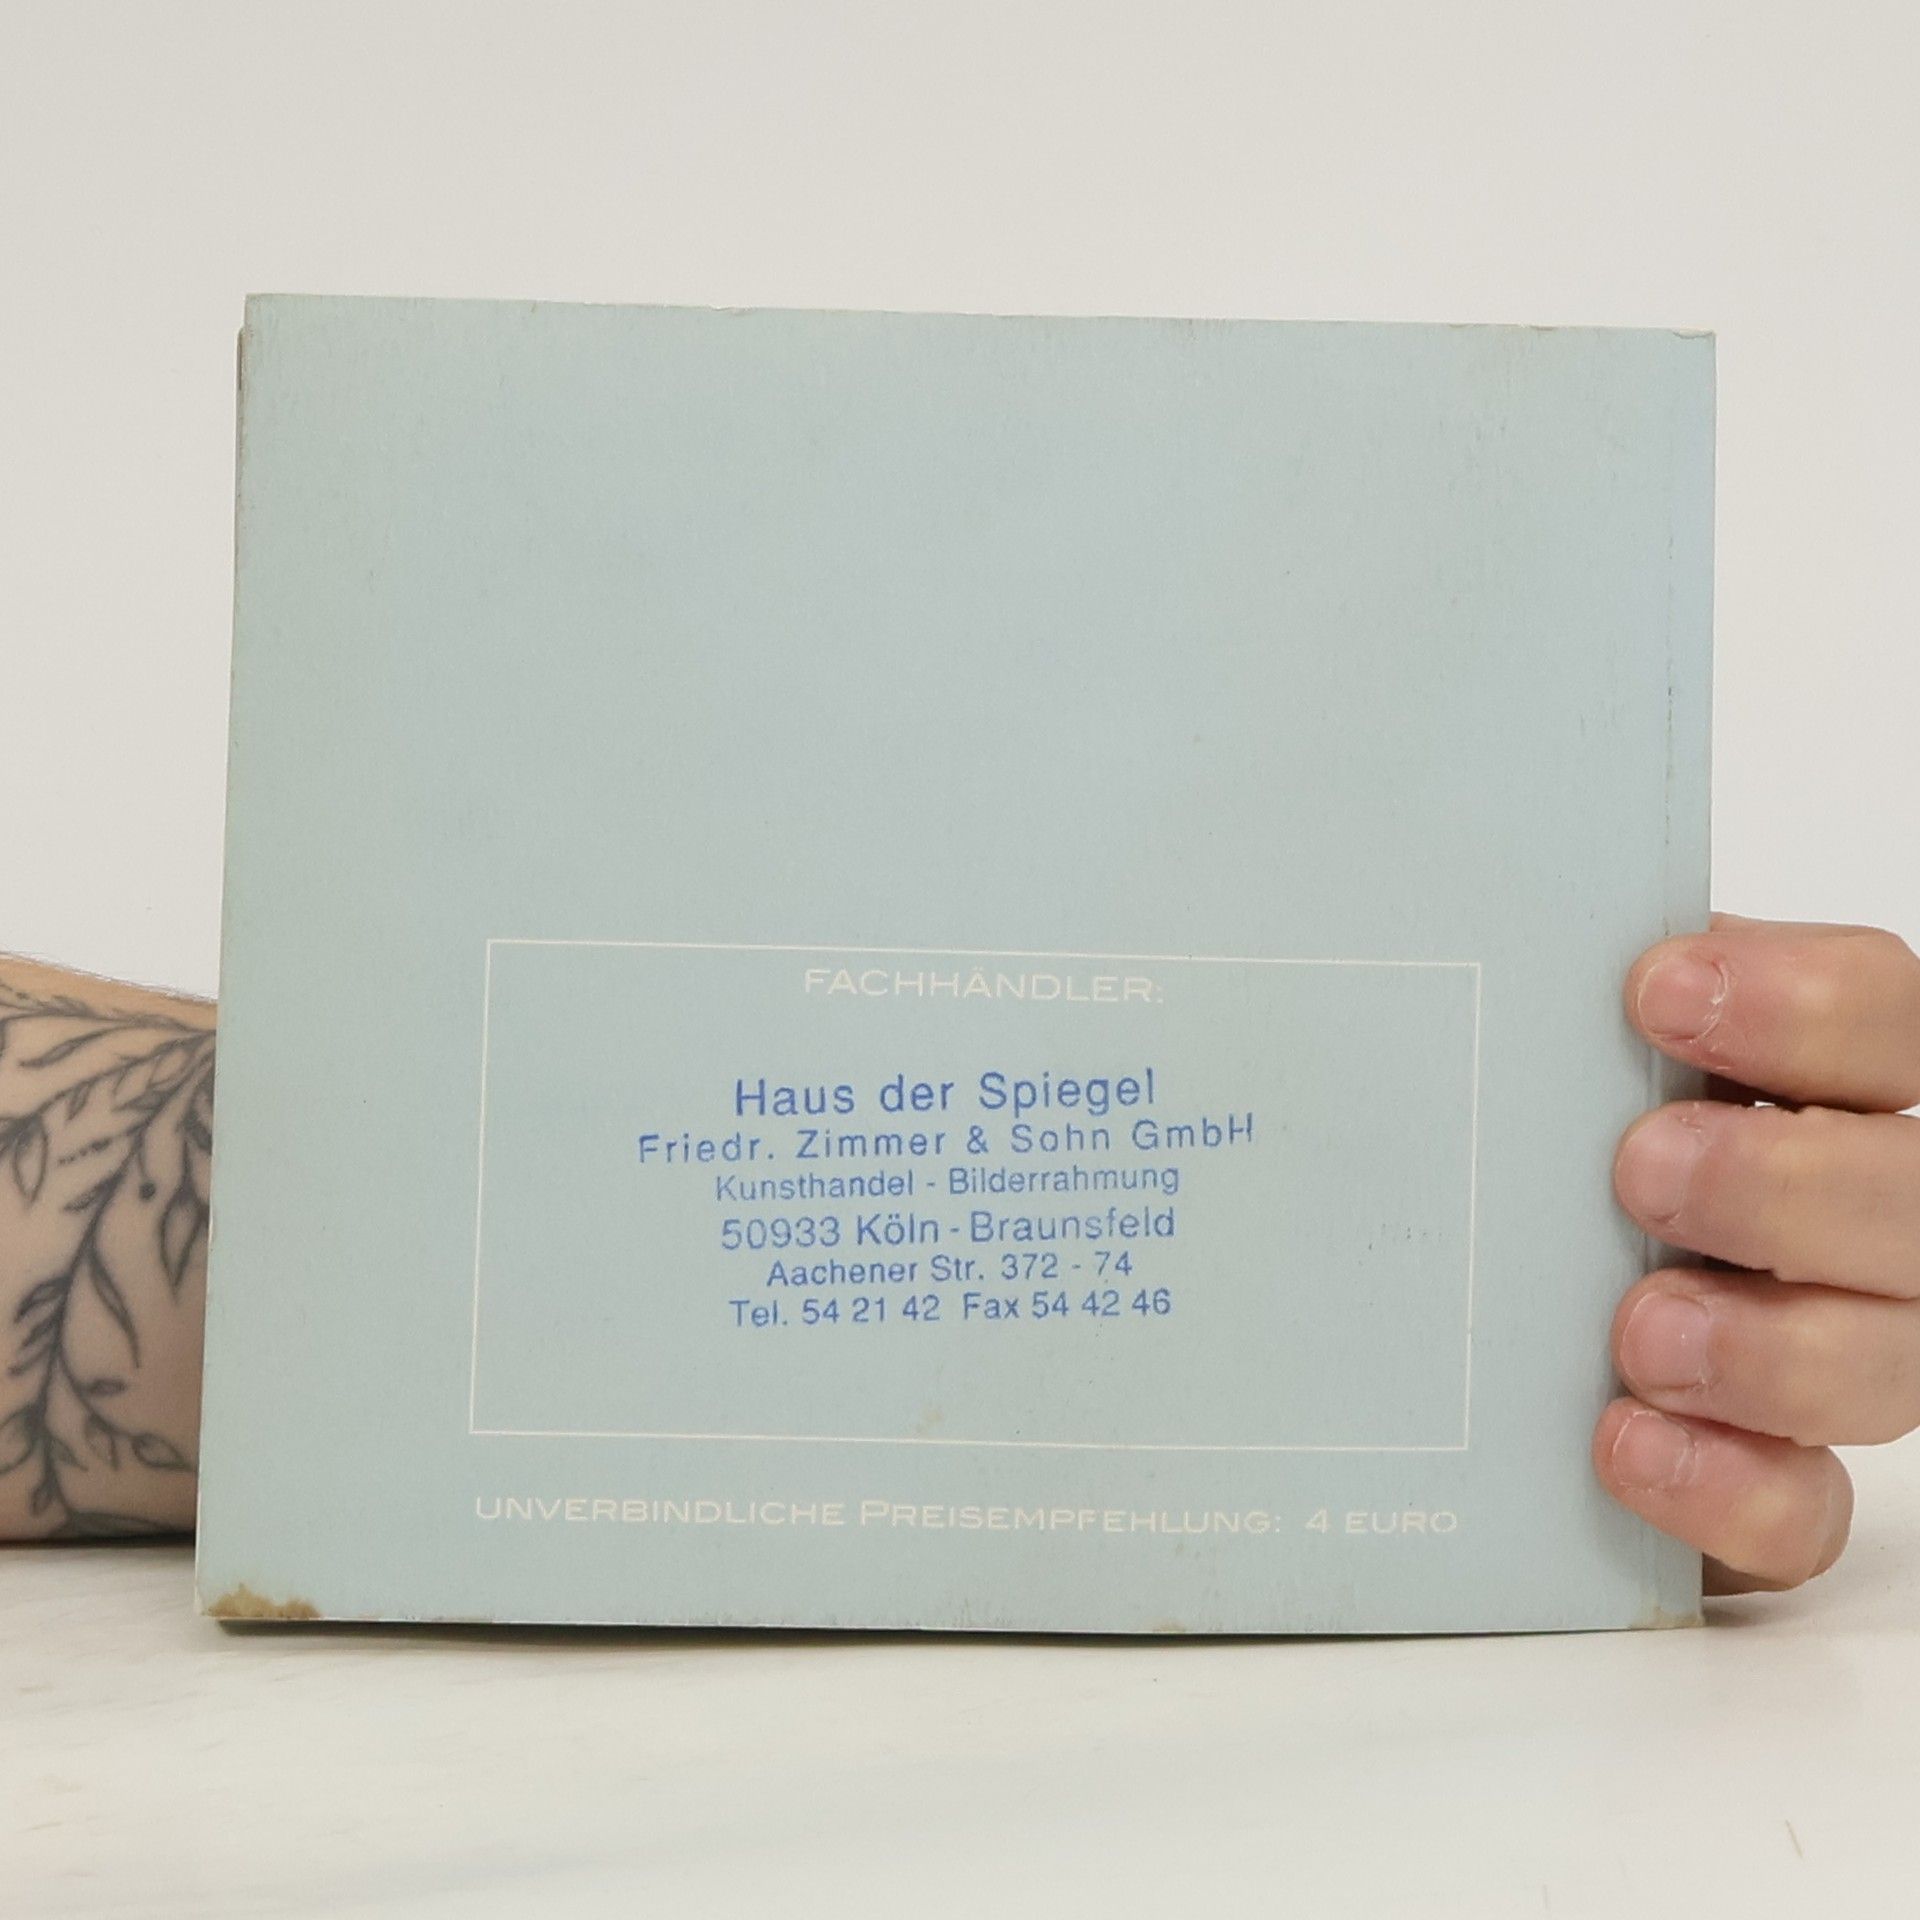 FACHHÄNDLER:
Haus der Spiegel
Friedr. Zimmer & Sohn GmbH
Kunsthandel - Bilderrahmung
50933 Köln - Braunsfeld
Aachener Str. 372 - 74
Tel. 54 21 42 Fax 54 42 46
UNVERBINDLICHE PREISEMPFEHLUNG: 4 EURO